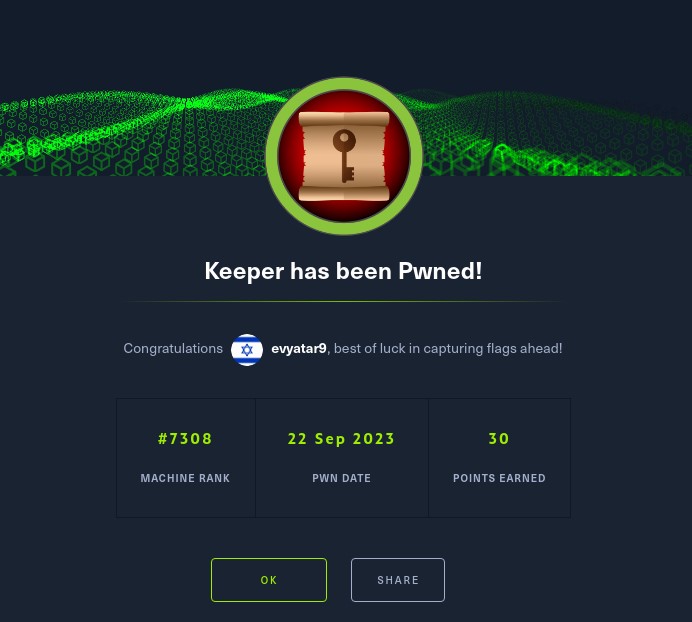 Keeper has been Pwned!
Congratulations evyatar9, best of luck in capturing flags ahead!
#7308 22 Sep 2023 30
MACHINE RANK PWN DATE POINTS EARNED
OK SHARE